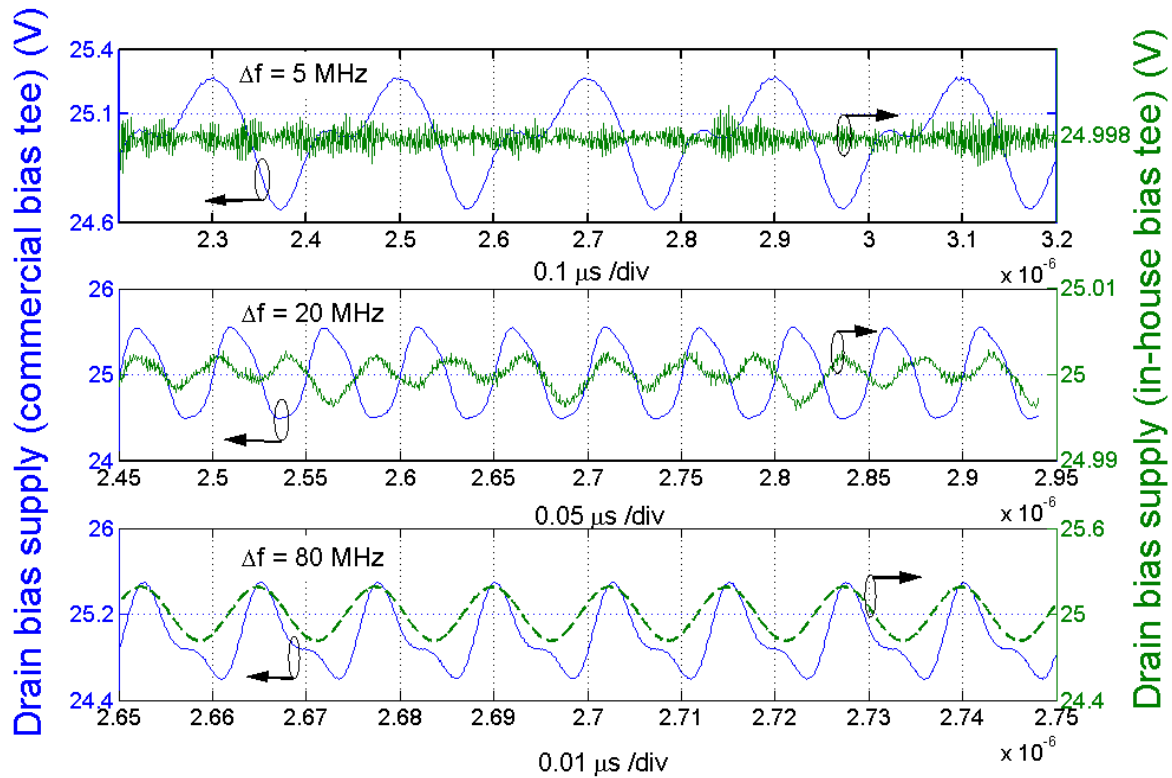 Drain bias supply (commercial bias tee) (V)
Drain bias supply (in-house bias tee) (V)
25.4
25.1
24.6
Δf = 5 MHz
24.998
2.3 2.4 2.5 2.6 2.7 2.8 2.9 3 3.1 3.2
0.1 μs /div
x 10⁻⁶
26
25
24
Δf = 20 MHz
25.01
25
24.99
2.45 2.5 2.55 2.6 2.65 2.7 2.75 2.8 2.85 2.9 2.95
0.05 μs /div
x 10⁻⁶
26
25.2
24.4
Δf = 80 MHz
25.6
25
24.4
2.65 2.66 2.67 2.68 2.69 2.7 2.71 2.72 2.73 2.74 2.75
0.01 μs /div
x 10⁻⁶